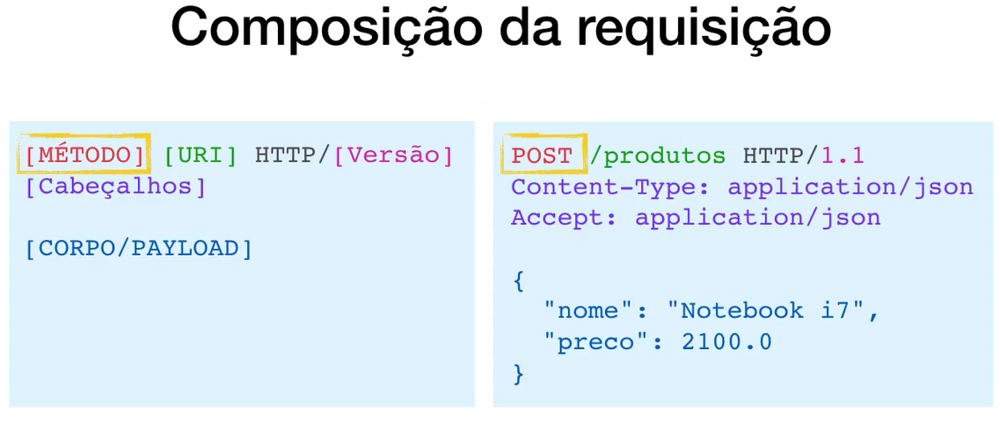 Composição da requisição
[MÉTODO] [URI] HTTP/[Versão]
[Cabeçalhos]
[CORPO/PAYLOAD]
POST /produtos HTTP/1.1
Content-Type: application/json
Accept: application/json
{
"nome": "Notebook i7",
"preco": 2100.0
}